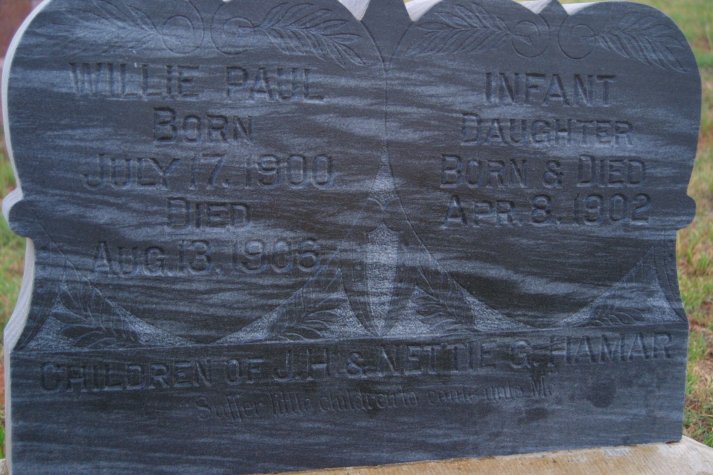 WILLIE PAUL
BORN
JULY 17, 1900
DIED
AUG. 13, 1906
INFANT
DAUGHTER
BORN & DIED
APR. 8, 1902
CHILDREN OF J.H. & NETTIE G. HAMAR
Suffer little children to come unto Me